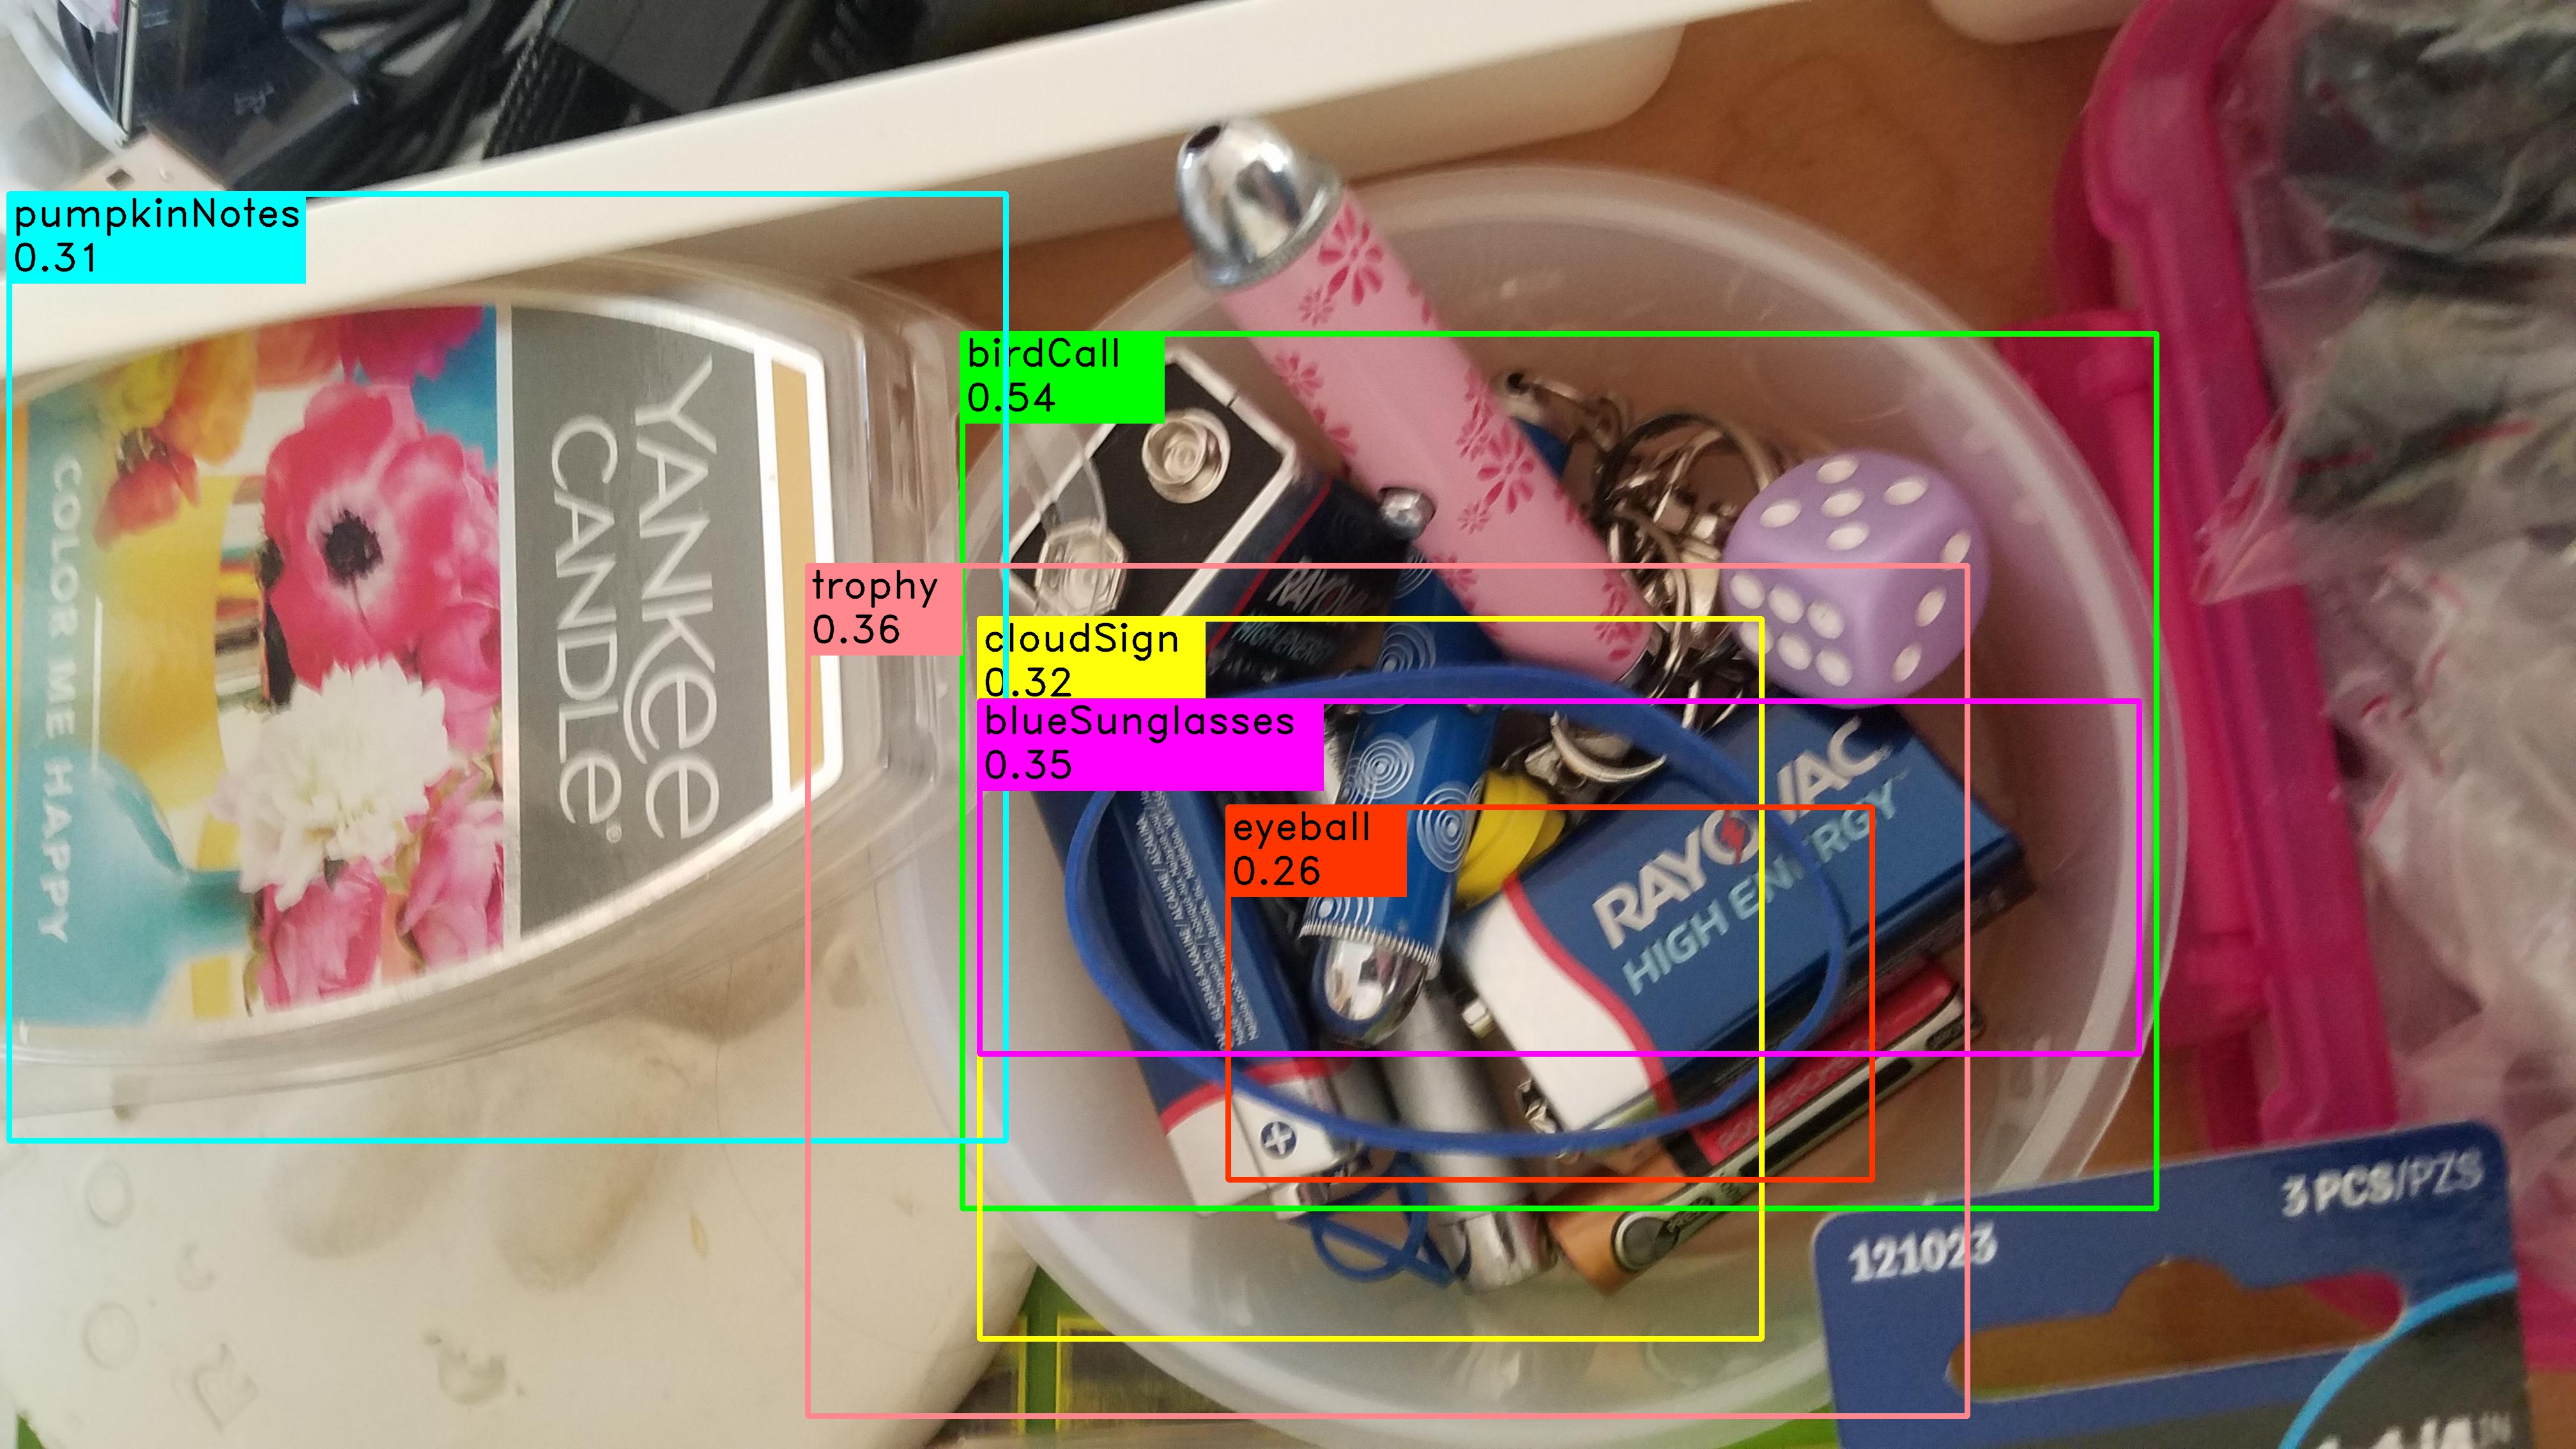 pumpkinNotes
0.31
birdCall
0.54
trophy
0.36
cloudSign
0.32
blueSunglasses
0.35
eyeball
0.26
YANKEE
CANDLE
COLOR ME HAPPY
RAYOVAC
HIGH ENERGY
RAYOVAC
HIGH ENERGY
3 PCS/PZS
121023